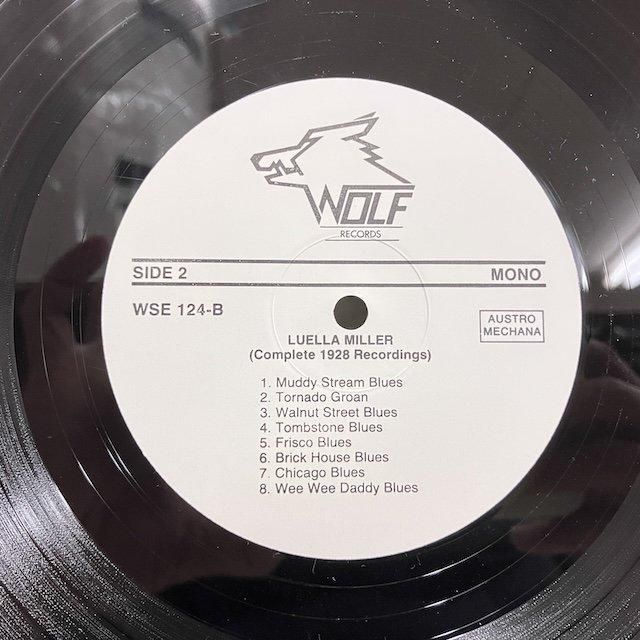 WOLF
RECORDS
SIDE 2 MONO
WSE 124-B
AUSTRO
MECHANA
LUELLA MILLER
(Complete 1928 Recordings)
1. Muddy Stream Blues
2. Tornado Groan
3. Walnut Street Blues
4. Tombstone Blues
5. Frisco Blues
6. Brick House Blues
7. Chicago Blues
8. Wee Wee Daddy Blues